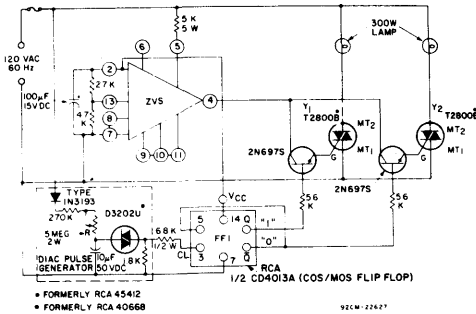 5 K
5 W
300W
LAMP
120 VAC
60 Hz
100μF
15VDC
27K
47
K
2
6
5
13
8
7
ZVS
4
9
10
11
Y1
T2800B
MT2
MT1
G
2N697S
Y2
T2800B
MT2
MT1
G
2N697S
56
K
56
K
VCC
TYPE
1N3193
270K
D3202U
5 MEG
2W
R
10μF
50VDC
18K
DIAC PULSE
GENERATOR
68K
1/2 W
CL
5
14
Q
"1"
FF1
"0"
3
7
Q̅
RCA
1/2 CD4013A (COS/MOS FLIP FLOP)
• FORMERLY RCA 45412
* FORMERLY RCA 40668
92CM-22627